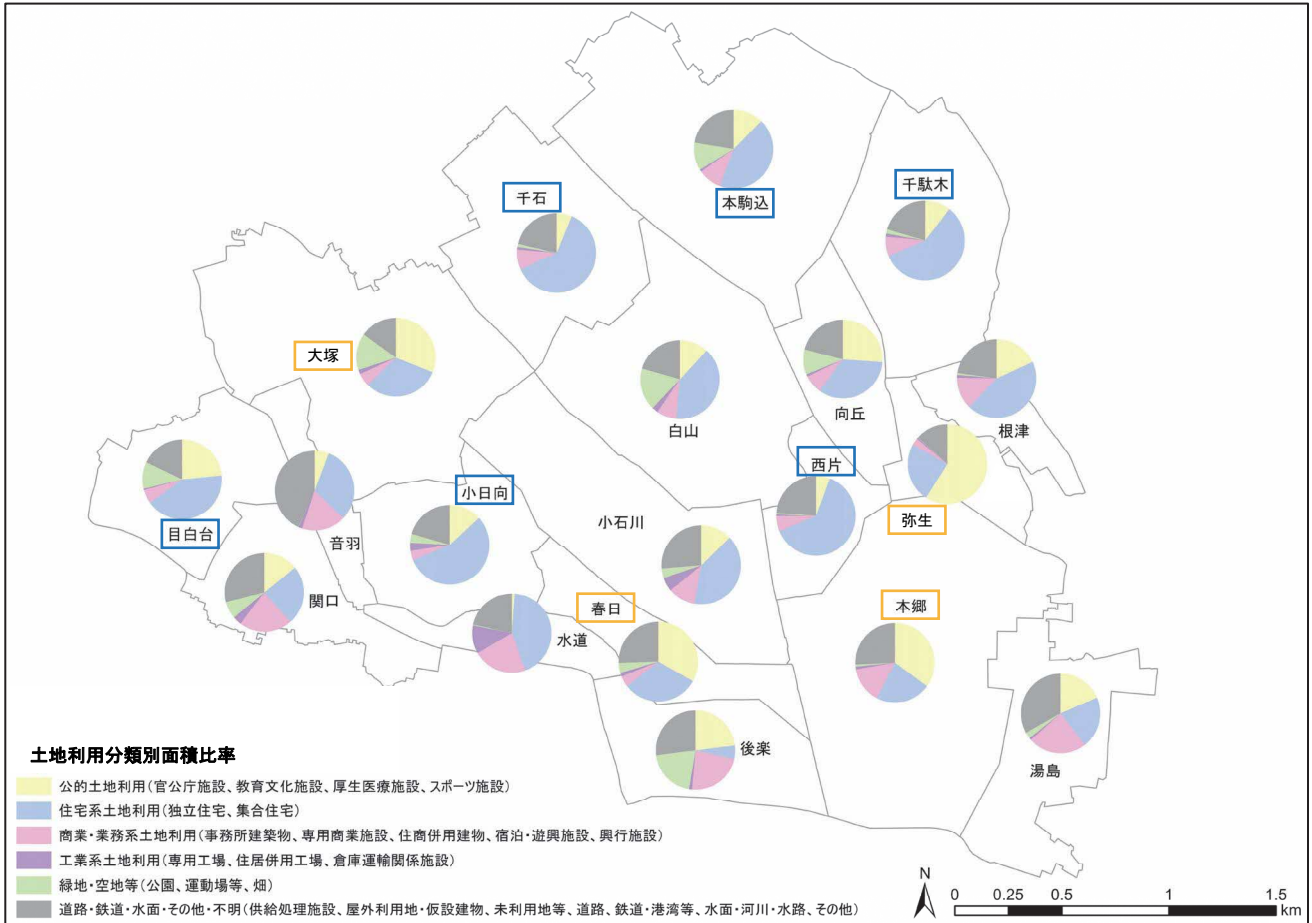 本駒込
千石
千駄木
大塚
白山
向丘
根津
西片
弥生
目白台
音羽
小日向
小石川
関口
春日
本郷
水道
後楽
湯島
土地利用分類別面積比率
公的土地利用(官公庁施設、教育文化施設、厚生医療施設、スポーツ施設)
住宅系土地利用(独立住宅、集合住宅)
商業・業務系土地利用(事務所建築物、専用商業施設、住商併用建物、宿泊・遊興施設、興行施設)
工業系土地利用(専用工場、住居併用工場、倉庫運輸関係施設)
緑地・空地等(公園、運動場等、畑)
道路・鉄道・水面・その他・不明(供給処理施設、屋外利用地・仮設建物、未利用地等、道路、鉄道・港湾等、水面・河川・水路、その他)
N
0 0.25 0.5 1 1.5
km